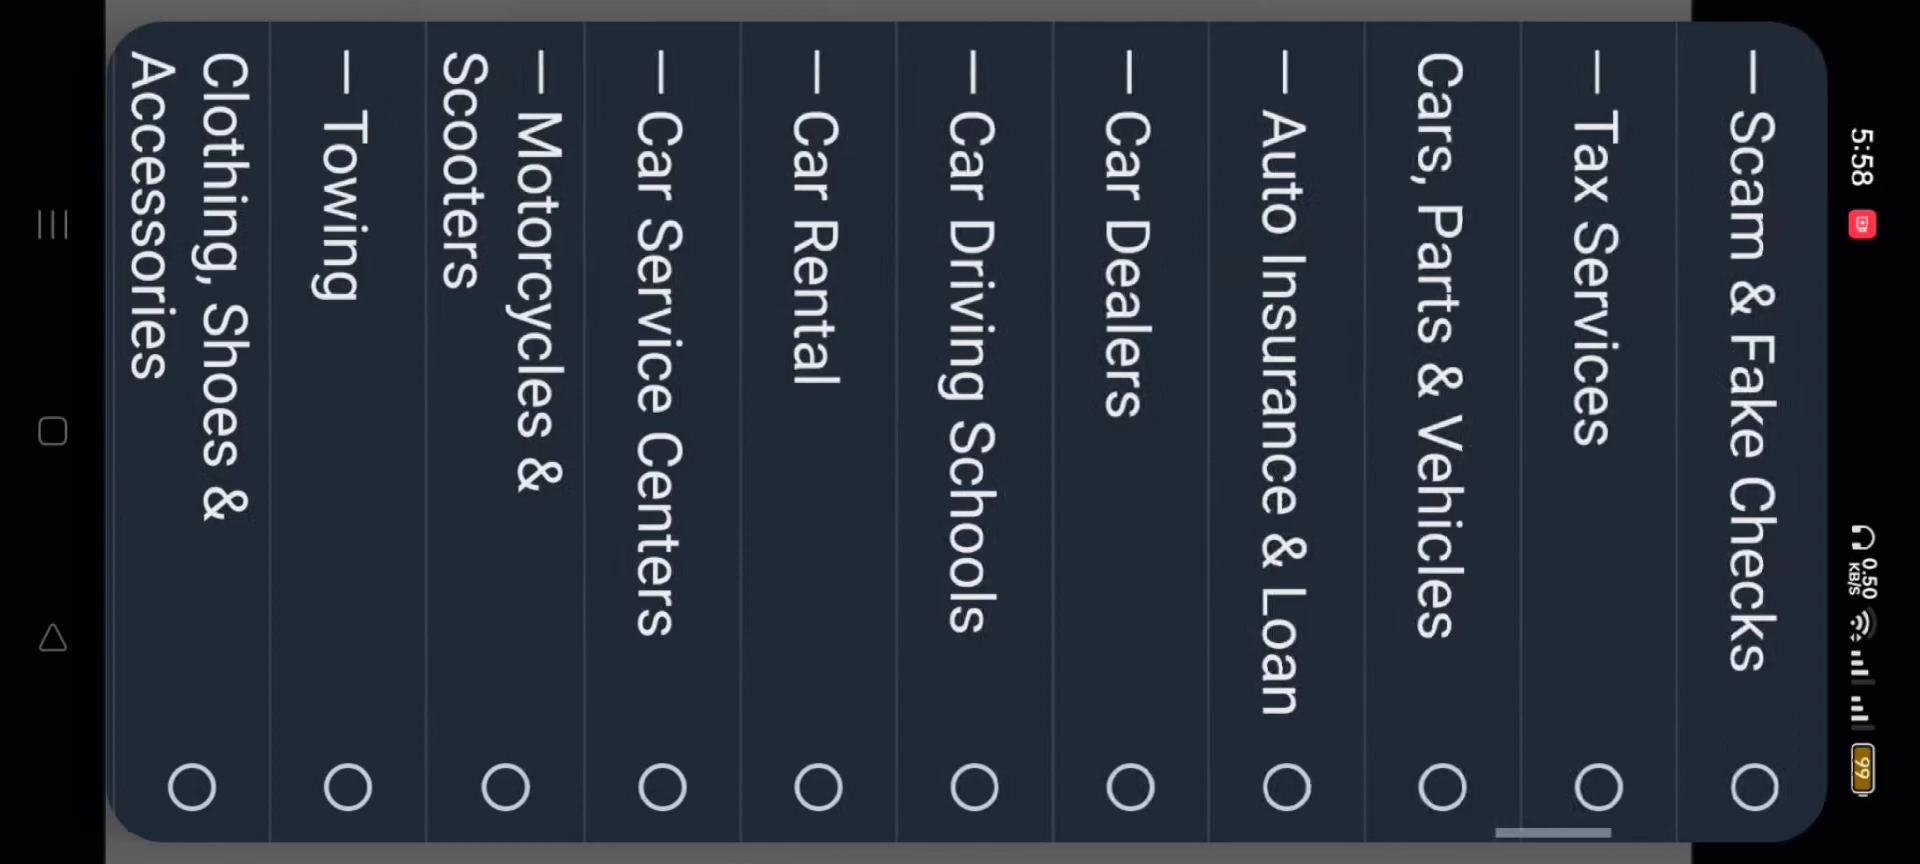 5:58
0.50
KB/S
99
— Scam & Fake Checks
— Tax Services
Cars, Parts & Vehicles
— Auto Insurance & Loan
— Car Dealers
— Car Driving Schools
— Car Rental
— Car Service Centers
— Motorcycles &
Scooters
— Towing
Clothing, Shoes &
Accessories